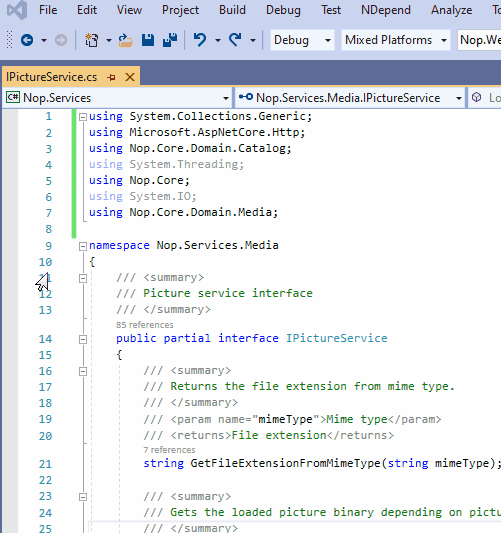 File Edit View Project Build Debug
Test NDepend Analyze To
Debug Mixed Platforms Nop.We
IPictureService.cs
C# Nop.Services Nop.Services.Media.IPictureService Lo
1 using System.Collections.Generic;
2 using Microsoft.AspNetCore.Http;
3 using Nop.Core.Domain.Catalog;
4 using System.Threading;
5 using Nop.Core;
6 using System.IO;
7 using Nop.Core.Domain.Media;
8
9 namespace Nop.Services.Media
10 {
11 /// <summary>
12 /// Picture service interface
13 /// </summary>
85 references
14 public partial interface IPictureService
15 {
16 /// <summary>
17 /// Returns the file extension from mime type.
18 /// </summary>
19 /// <param name="mimeType">Mime type</param>
20 /// <returns>File extension</returns>
7 references
21 string GetFileExtensionFromMimeType(string mimeType);
22
23 /// <summary>
24 /// Gets the loaded picture binary depending on pictu
25 /// </summary>